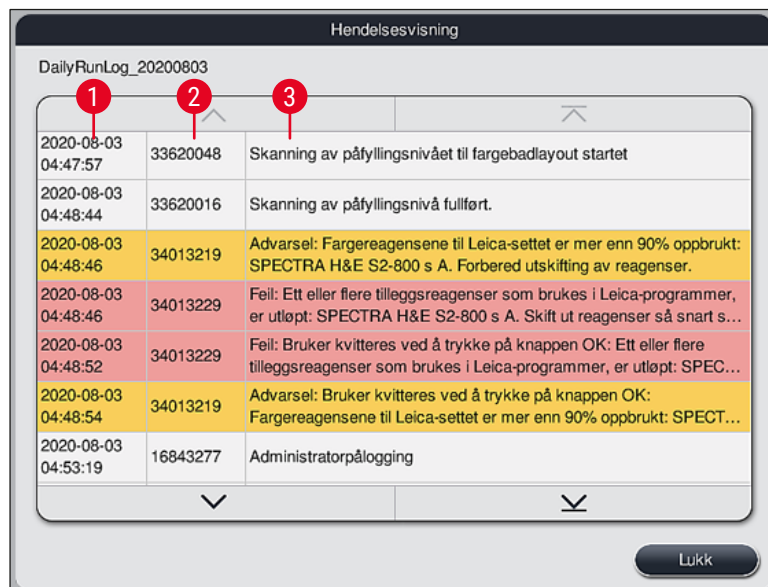 Hendelsesvisning
DailyRunLog_20200803
1
2
3
2020-08-03
04:47:57
33620048
Skanning av påfyllingsnivået til fargebadlayout startet
2020-08-03
04:48:44
33620016
Skanning av påfyllingsnivå fullført.
2020-08-03
04:48:46
34013219
Advarsel: Fargereagensene til Leica-settet er mer enn 90% oppbrukt:
SPECTRA H&E S2-800 s A. Forbered utskifting av reagenser.
2020-08-03
04:48:46
34013229
Feil: Ett eller flere tilleggsreagenser som brukes i Leica-programmer,
er utløpt: SPECTRA H&E S2-800 s A. Skift ut reagenser så snart s...
2020-08-03
04:48:52
34013229
Feil: Bruker kvitteres ved å trykke på knappen OK: Ett eller flere
tilleggsreagenser som brukes i Leica-programmer, er utløpt: SPEC...
2020-08-03
04:48:54
34013219
Advarsel: Bruker kvitteres ved å trykke på knappen OK:
Fargereagensene til Leica-settet er mer enn 90% oppbrukt: SPECT...
2020-08-03
04:53:19
16843277
Administratorpålogging
Lukk